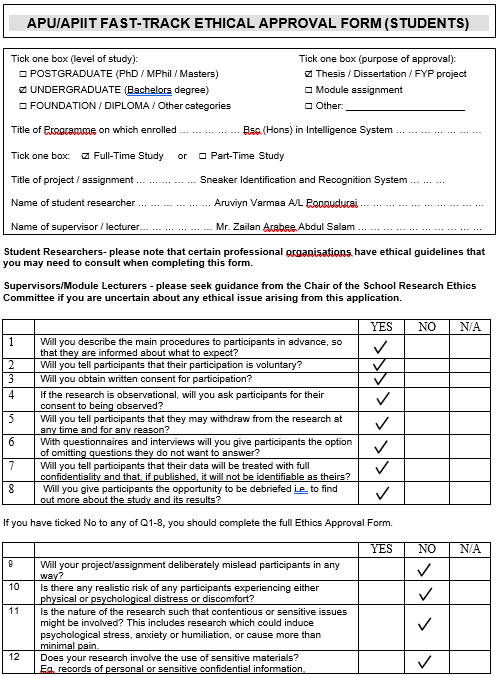 APU/APIIT FAST-TRACK ETHICAL APPROVAL FORM (STUDENTS)
Tick one box (level of study):
☐ POSTGRADUATE (PhD / MPhil / Masters)
☑ UNDERGRADUATE (Bachelors degree)
☐ FOUNDATION / DIPLOMA / Other categories
Tick one box (purpose of approval):
☑ Thesis / Dissertation / FYP project
☐ Module assignment
☐ Other: ____________________
Title of Programme on which enrolled … … … … … Bsc (Hons) in Intelligence System … … … … … … …
Tick one box: ☑ Full-Time Study or ☐ Part-Time Study
Title of project / assignment … … … … … Sneaker Identification and Recognition System … … …
Name of student researcher … … … … … Aruviyn Varmaa A/L Ponnudurai … … … … … … … … … …
Name of supervisor / lecturer… … … … … Mr. Zailan Arabee Abdul Salam … … … … … … … … … …
Student Researchers- please note that certain professional organisations have ethical guidelines that
you may need to consult when completing this form.
Supervisors/Module Lecturers - please seek guidance from the Chair of the School Research Ethics
Committee if you are uncertain about any ethical issue arising from this application.
YES NO N/A
1 Will you describe the main procedures to participants in advance, so
that they are informed about what to expect? ✓
2 Will you tell participants that their participation is voluntary? ✓
3 Will you obtain written consent for participation? ✓
4 If the research is observational, will you ask participants for their
consent to being observed? ✓
5 Will you tell participants that they may withdraw from the research at
any time and for any reason? ✓
6 With questionnaires and interviews will you give participants the option
of omitting questions they do not want to answer? ✓
7 Will you tell participants that their data will be treated with full
confidentiality and that, if published, it will not be identifiable as theirs? ✓
8 Will you give participants the opportunity to be debriefed i.e. to find
out more about the study and its results? ✓
If you have ticked No to any of Q1-8, you should complete the full Ethics Approval Form.
YES NO N/A
9 Will your project/assignment deliberately mislead participants in any
way? ✓
10 Is there any realistic risk of any participants experiencing either
physical or psychological distress or discomfort? ✓
11 Is the nature of the research such that contentious or sensitive issues
might be involved? This includes research which could induce
psychological stress, anxiety or humiliation, or cause more than
minimal pain. ✓
12 Does your research involve the use of sensitive materials? ✓
Eg. records of personal or sensitive confidential information,